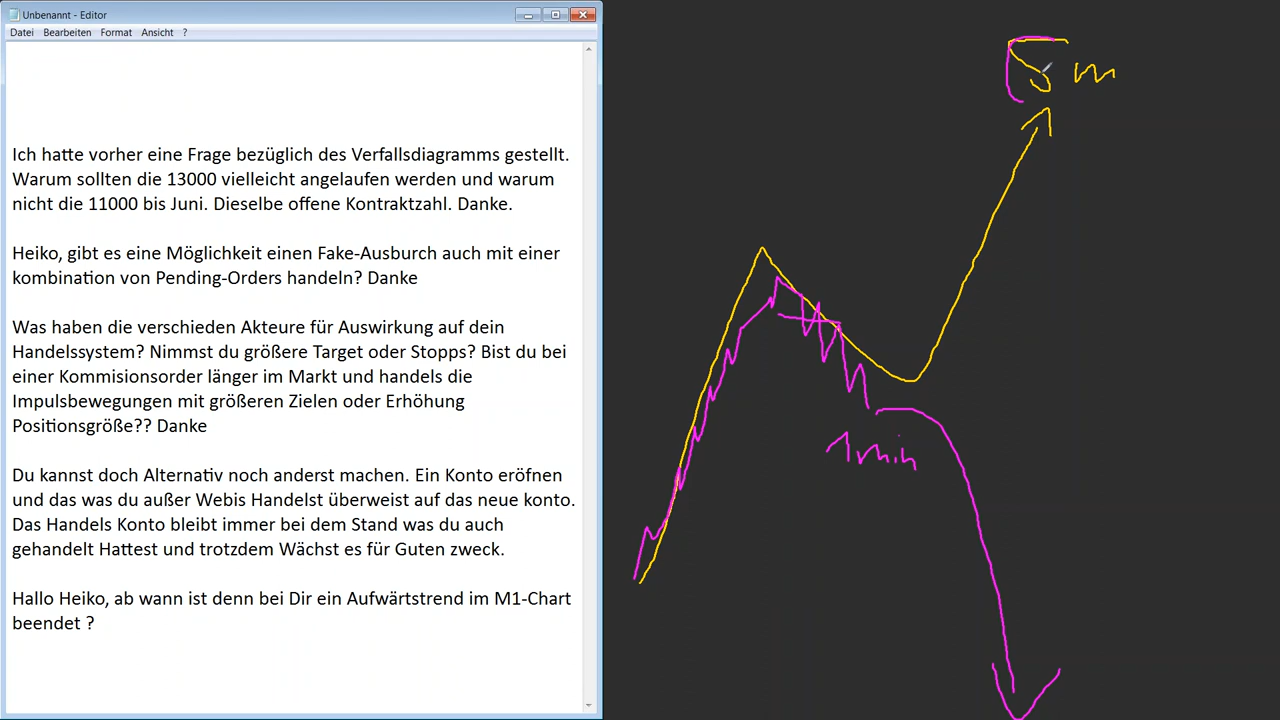 Unbenannt - Editor
Datei Bearbeiten Format Ansicht ?
Ich hatte vorher eine Frage bezüglich des Verfallsdiagramms gestellt.
Warum sollten die 13000 vielleicht angelaufen werden und warum
nicht die 11000 bis Juni. Dieselbe offene Kontraktzahl. Danke.
Heiko, gibt es eine Möglichkeit einen Fake-Ausburch auch mit einer
kombination von Pending-Orders handeln? Danke
Was haben die verschieden Akteure für Auswirkung auf dein
Handelssystem? Nimmst du größere Target oder Stopps? Bist du bei
einer Kommisionsorder länger im Markt und handels die
Impulsbewegungen mit größeren Zielen oder Erhöhung
Positionsgröße?? Danke
Du kannst doch Alternativ noch anderst machen. Ein Konto eröfnen
und das was du außer Webis Handelst überweist auf das neue konto.
Das Handels Konto bleibt immer bei dem Stand was du auch
gehandelt Hattest und trotzdem Wächst es für Guten zweck.
Hallo Heiko, ab wann ist denn bei Dir ein Aufwärtstrend im M1-Chart
beendet ?
5 m
1 min